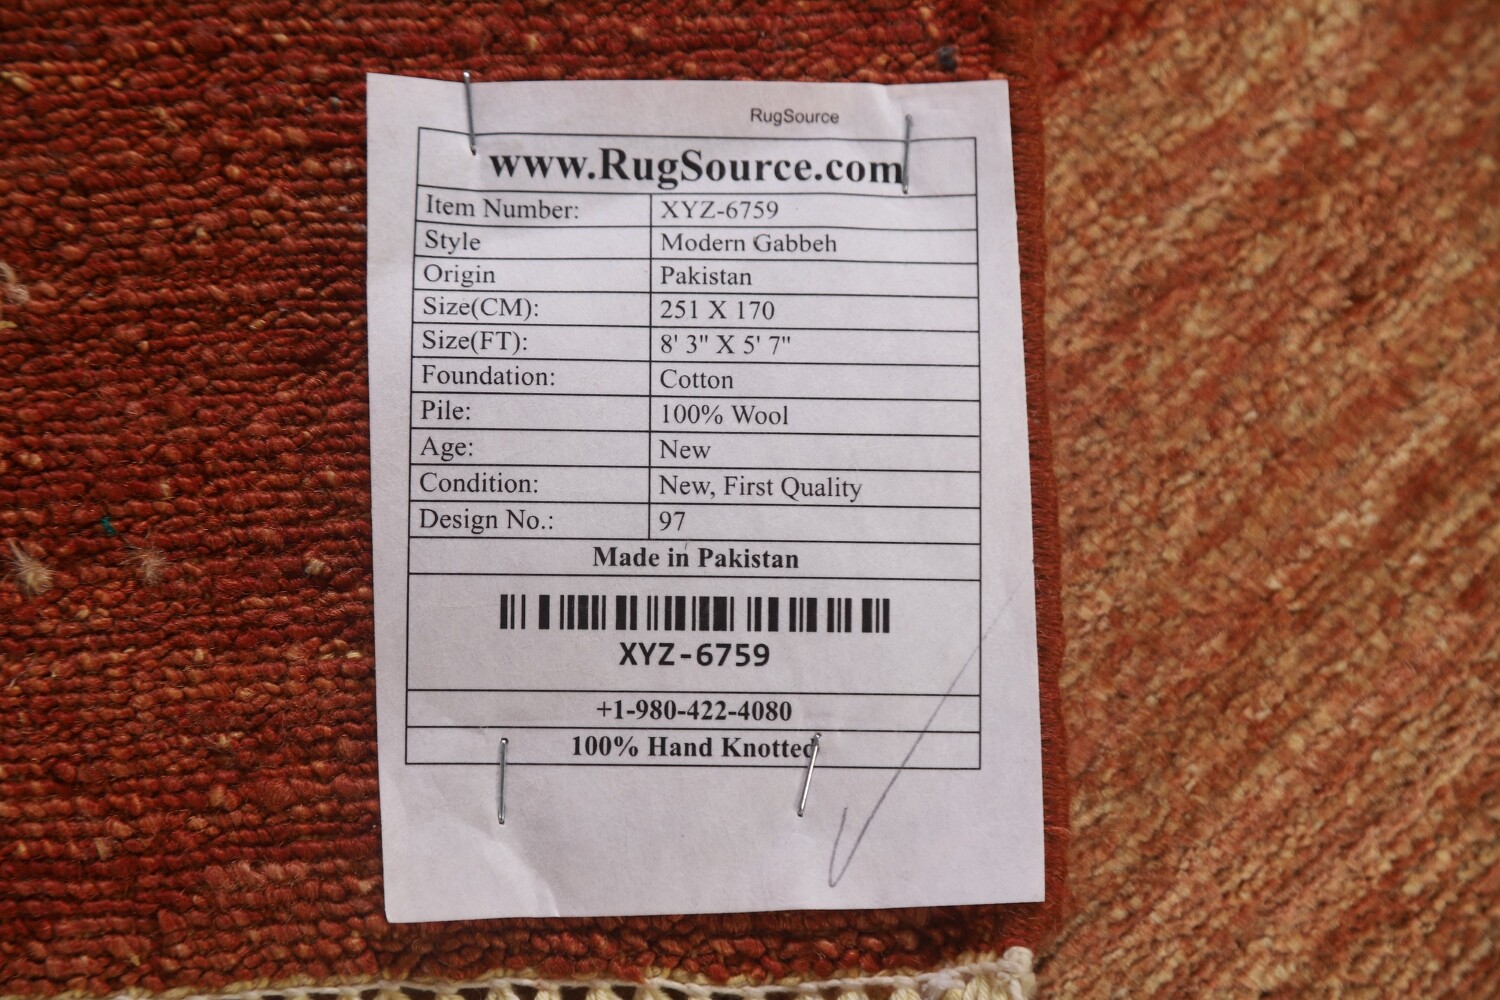 RugSource
www.RugSource.com
Item Number: XYZ-6759
Style Modern Gabbeh
Origin Pakistan
Size(CM): 251 X 170
Size(FT): 8' 3" X 5' 7"
Foundation: Cotton
Pile: 100% Wool
Age: New
Condition: New, First Quality
Design No.: 97
Made in Pakistan
XYZ-6759
+1-980-422-4080
100% Hand Knotted